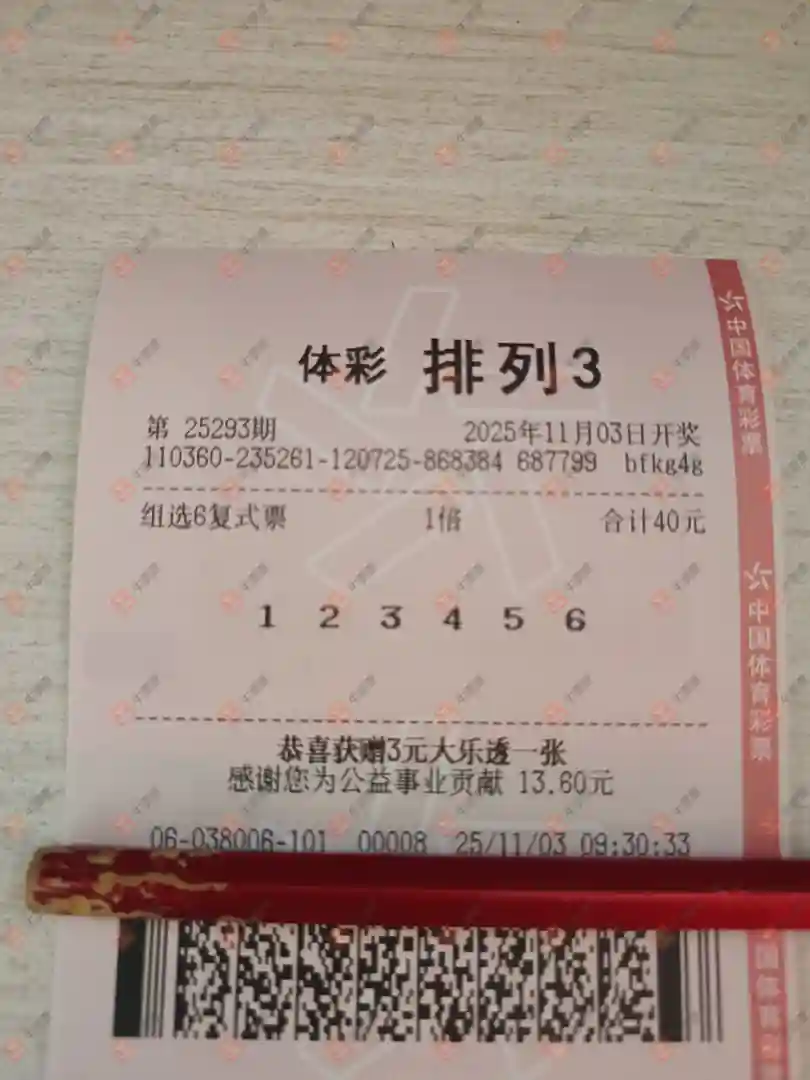 体彩 排列3
第 25293期 2025年11月03日开奖
110360-235261-120725-868384 687799 bfkg4g
组选6复式票 1倍 合计40元
1 2 3 4 5 6
恭喜获赠3元大乐透一张
感谢您为公益事业贡献 13.60元
06-038006-101 00008 25/11/03 09:30:33
中国体育彩票
中国体育彩票
国体育